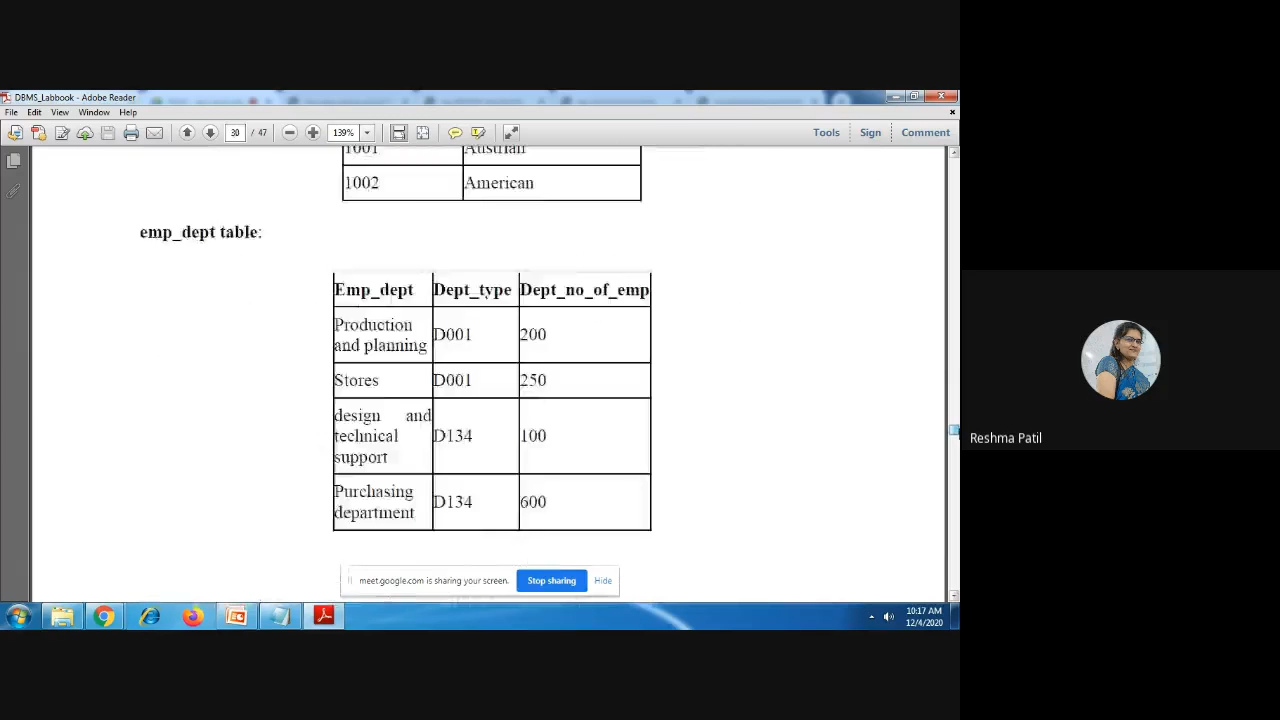 DBMS_Labbook - Adobe Reader
File Edit View Window Help
30 / 47 139% Tools Sign Comment
1001 Austrian
1002 American
emp_dept table:
Emp_dept Dept_type Dept_no_of_emp
Production
and planning D001 200
Stores D001 250
design and
technical D134 100
support
Purchasing
department D134 600
meet.google.com is sharing your screen. Stop sharing Hide
Reshma Patil
10:17 AM
12/4/2020